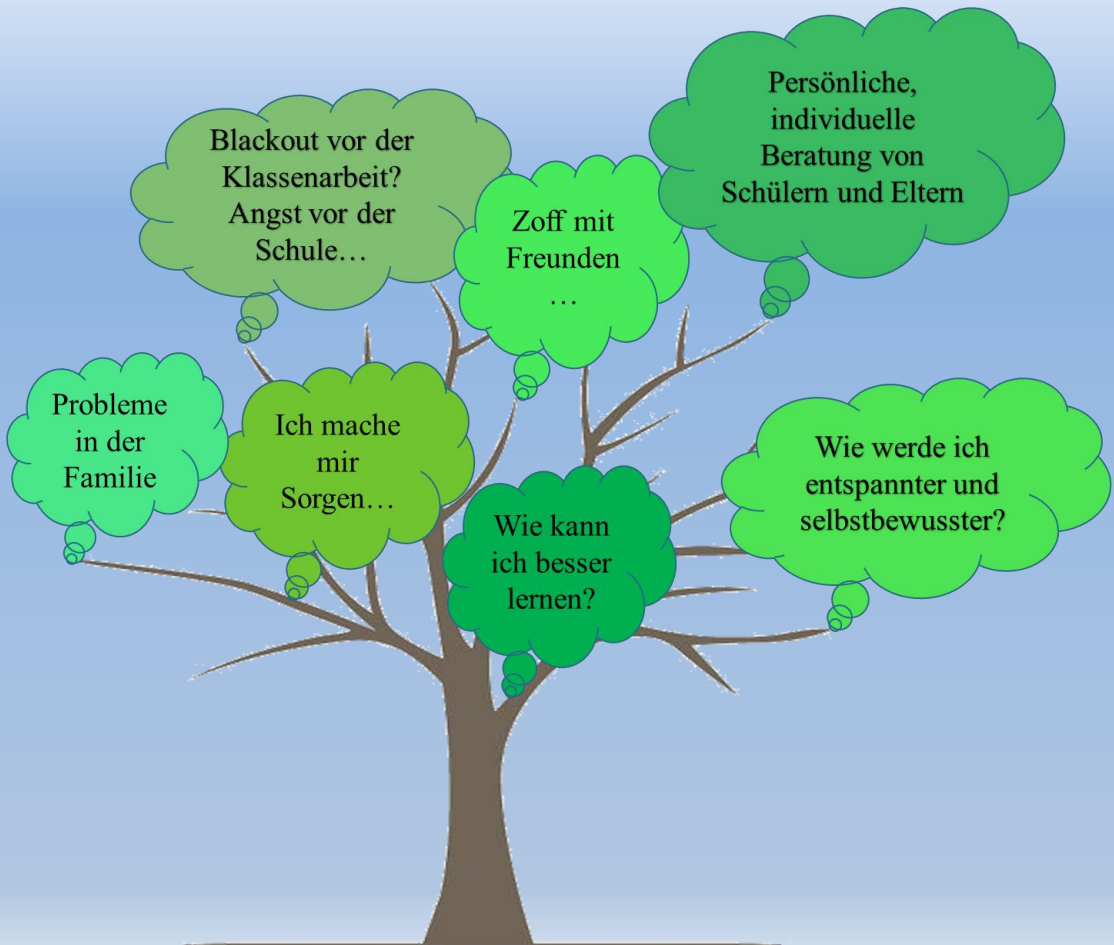 Persönliche,
individuelle
Beratung von
Schülern und Eltern
Blackout vor der
Klassenarbeit?
Angst vor der
Schule…
Zoff mit
Freunden
…
Probleme
in der
Familie
Ich mache
mir
Sorgen…
Wie werde ich
entspannter und
selbstbewusster?
Wie kann
ich besser
lernen?